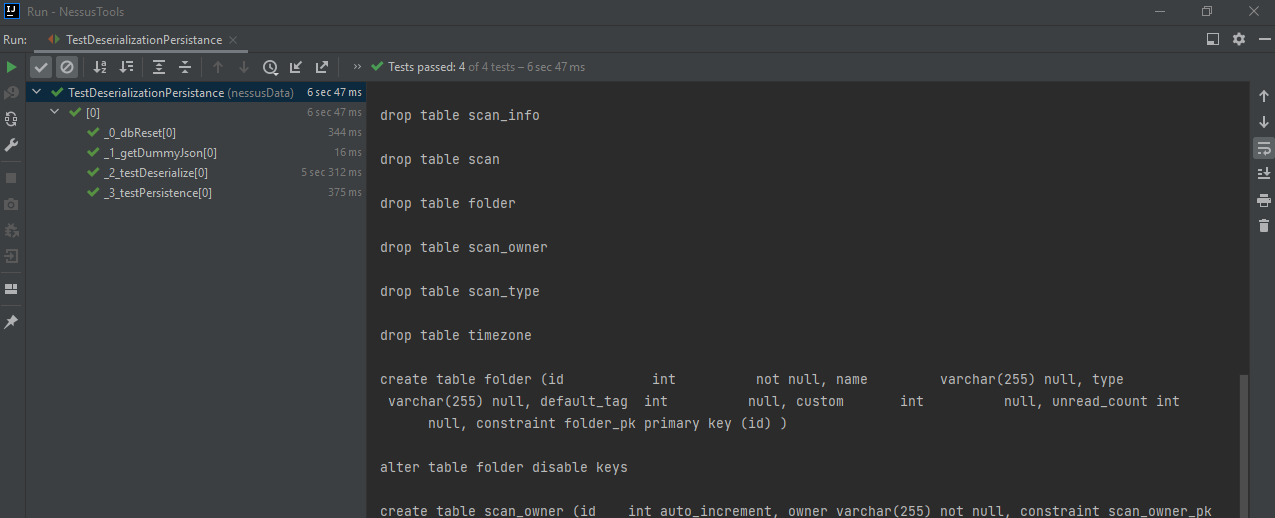 IJ
Run - NessusTools
Run:
TestDeserializationPersistance
Tests passed: 4 of 4 tests – 6 sec 47 ms
TestDeserializationPersistance (nessusData) 6 sec 47 ms
[0] 6 sec 47 ms
_0_dbReset[0] 344 ms
_1_getDummyJson[0] 16 ms
_2_testDeserialize[0] 5 sec 312 ms
_3_testPersistence[0] 375 ms
drop table scan_info
drop table scan
drop table folder
drop table scan_owner
drop table scan_type
drop table timezone
create table folder (id           int          not null, name         varchar(255) null, type
 varchar(255) null, default_tag  int          null, custom       int          null, unread_count int
      null, constraint folder_pk primary key (id) )
alter table folder disable keys
create table scan_owner (id    int auto_increment, owner varchar(255) not null, constraint scan_owner_pk